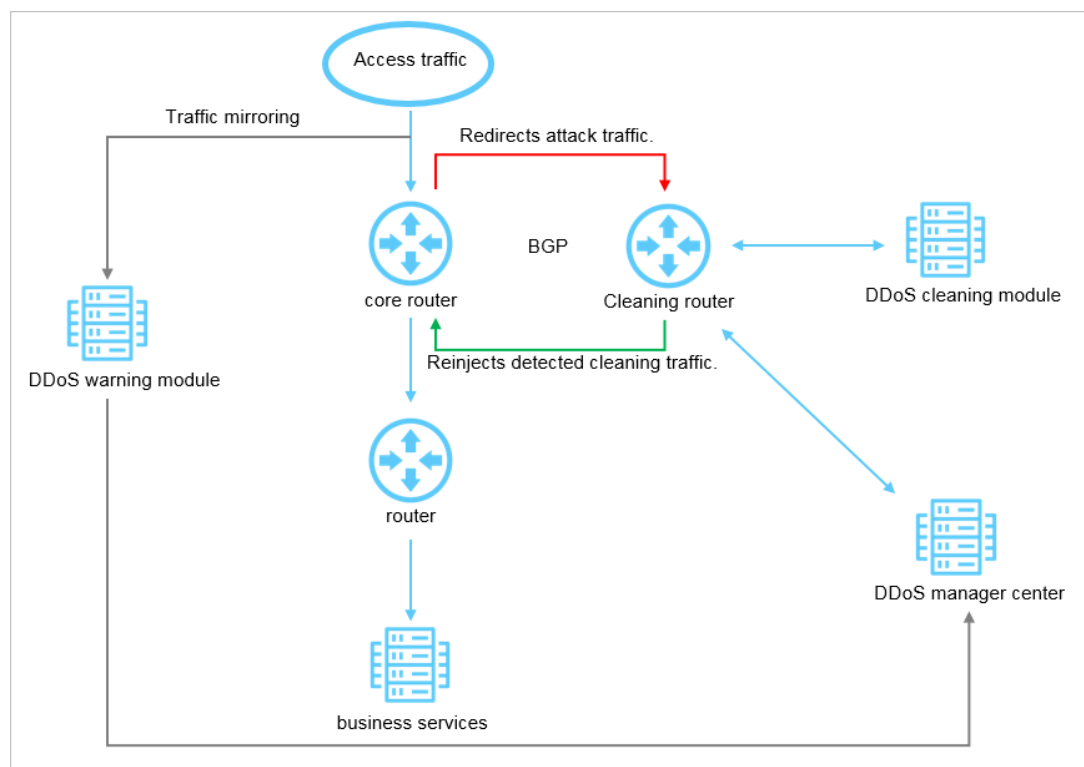 Access traffic
Traffic mirroring
Redirects attack traffic.
BGP
core router
Cleaning router
DDoS cleaning module
Reinjects detected cleaning traffic.
DDoS warning module
router
DDoS manager center
business services